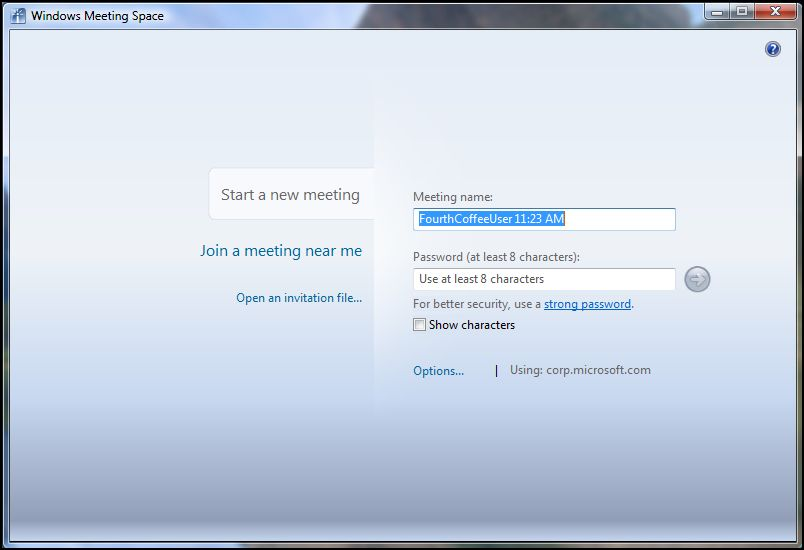 Windows Meeting Space
Start a new meeting
Join a meeting near me
Open an invitation file...
Meeting name:
FourthCoffeeUser 11:23 AM
Password (at least 8 characters):
Use at least 8 characters
For better security, use a strong password.
Show characters
Options... | Using: corp.microsoft.com